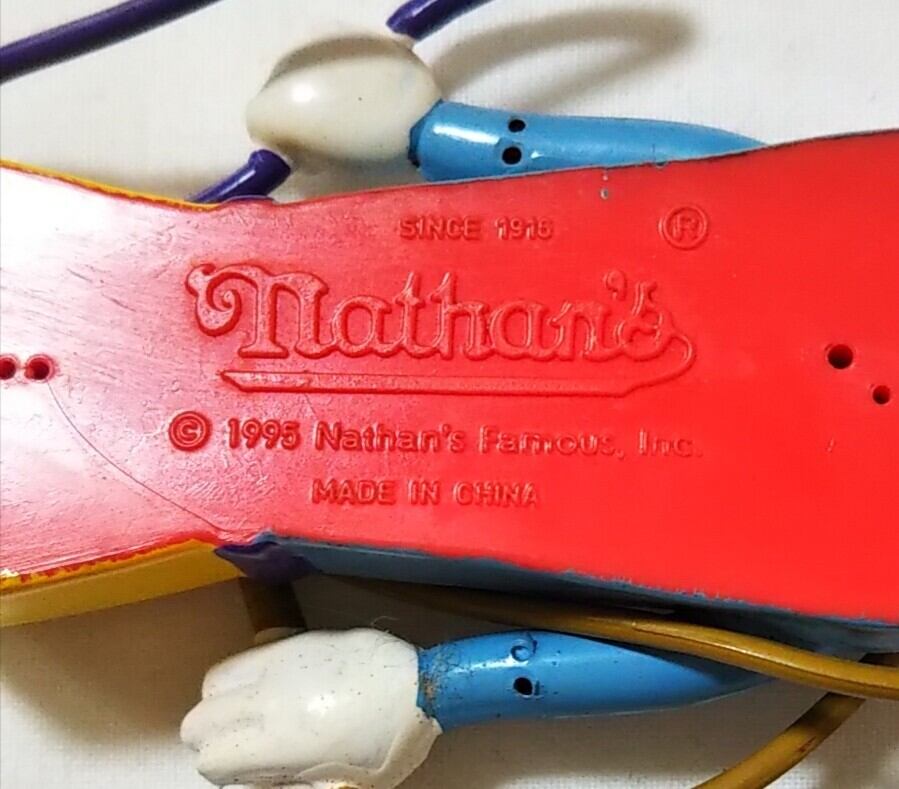 SINCE 1916
®
Nathan's
© 1995 Nathan's Famous, Inc.
MADE IN CHINA